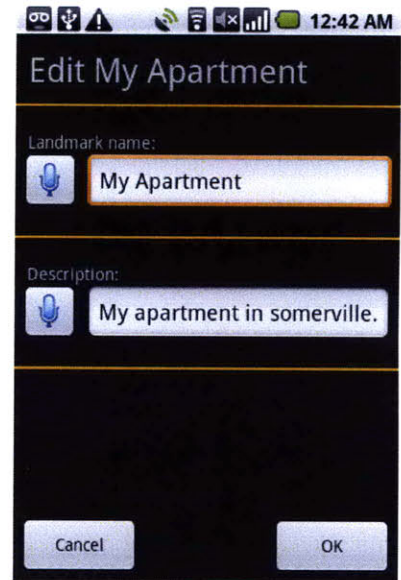 12:42 AM
Edit My Apartment
Landmark name:
My Apartment
Description:
My apartment in somerville.
Cancel
OK